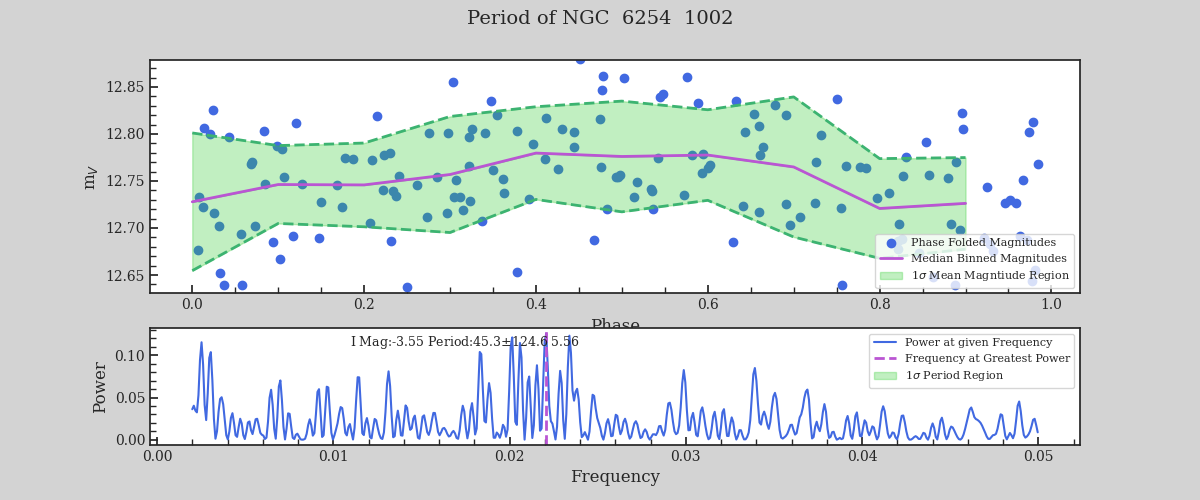 Period of NGC 6254 1002
12.85
12.80
12.75
12.70
12.65
mV
0.0 0.2 0.4 0.6 0.8 1.0
Phase
Phase Folded Magnitudes
Median Binned Magnitudes
1σ Mean Magntiude Region
I Mag:-3.55 Period:45.3±124.6 5.56
0.10
0.05
0.00
Power
Power at given Frequency
Frequency at Greatest Power
1σ Period Region
0.00 0.01 0.02 0.03 0.04 0.05
Frequency